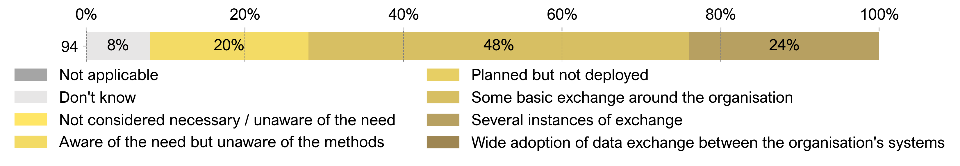 0% 20% 40% 60% 80% 100%
94 8% 20% 48% 24%
Not applicable
Don't know
Not considered necessary / unaware of the need
Aware of the need but unaware of the methods
Planned but not deployed
Some basic exchange around the organisation
Several instances of exchange
Wide adoption of data exchange between the organisation's systems